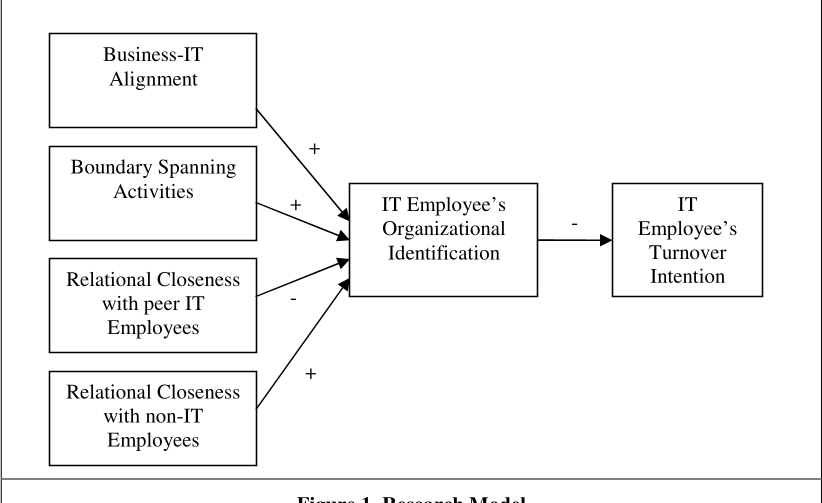 Business-IT
Alignment
+
Boundary Spanning
Activities
+
IT Employee’s
Organizational
Identification
-
IT
Employee’s
Turnover
Intention
Relational Closeness
with peer IT
Employees
-
Relational Closeness
with non-IT
Employees
+
Figure 1. Research Model